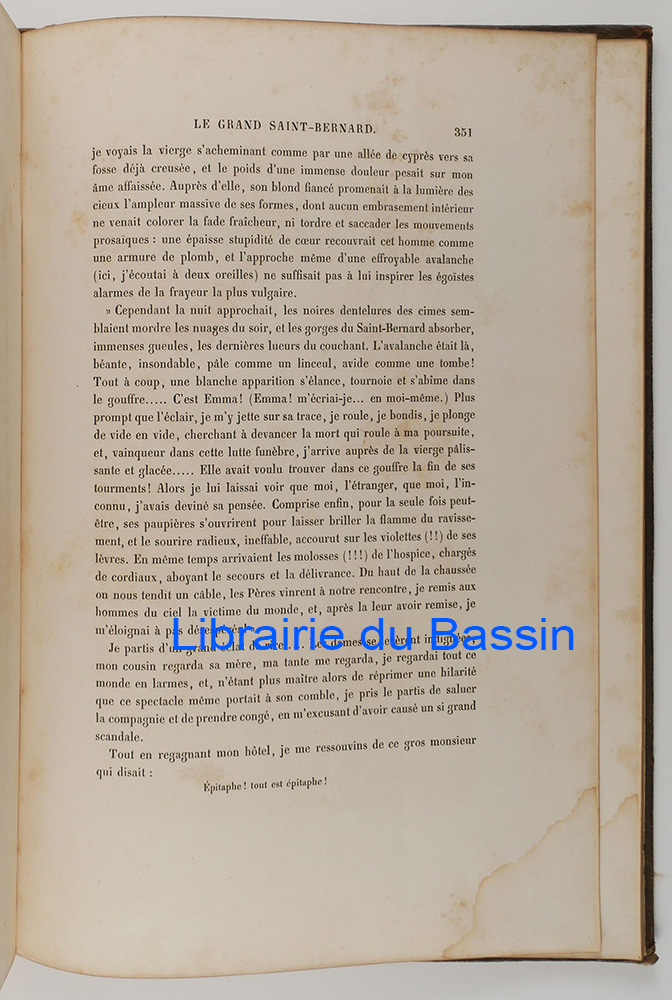 LE GRAND SAINT-BERNARD. 351
je voyais la vierge s'acheminant comme par une allée de cyprès vers sa
fosse déjà creusée, et le poids d'une immense douleur pesait sur mon
âme affaissée. Auprès d'elle, son blond fiancé promenait à la lumière des
cieux l'ampleur massive de ses formes, dont aucun embrasement intérieur
ne venait colorer la fade fraîcheur, ni tordre et saccader les mouvements
prosaïques : une épaisse stupidité de cœur recouvrait cet homme comme
une armure de plomb, et l'approche même d'une effroyable avalanche
(ici, j'écoutai à deux oreilles) ne suffisait pas à lui inspirer les égoïstes
alarmes de la frayeur la plus vulgaire.
» Cependant la nuit approchait, les noires dentelures des cimes sem-
blaient mordre les nuages du soir, et les gorges du Saint-Bernard absorber,
immenses gueules, les dernières lueurs du couchant. L'avalanche était là,
béante, insondable, pâle comme un linceul, avide comme une tombe!
Tout à coup, une blanche apparition s'élance, tournoie et s'abîme dans
le gouffre..... C'est Emma! (Emma! m'écriai-je... en moi-même.) Plus
prompt que l'éclair, je m'y jette sur sa trace, je roule, je bondis, je plonge
de vide en vide, cherchant à devancer la mort qui roule à ma poursuite,
et, vainqueur dans cette lutte funèbre, j'arrive auprès de la vierge pâlis-
sante et glacée..... Elle avait voulu trouver dans ce gouffre la fin de ses
tourments! Alors je lui laissai voir que moi, l'étranger, que moi, l'in-
connu, j'avais deviné sa pensée. Comprise enfin, pour la seule fois peut-
être, ses paupières s'ouvrirent pour laisser briller la flamme du ravisse-
ment, et le sourire radieux, ineffable, accourut sur les violettes (!!) de ses
lèvres. En même temps arrivaient les molosses (!!!) de l'hospice, chargés
de cordiaux, aboyant le secours et la délivrance. Du haut de la chaussée
on nous tendit un câble, les Pères vinrent à notre rencontre, je remis aux
hommes du ciel la victime du monde, et, après la leur avoir remise, je
m'éloignai à pas désespérés! »
Librairie du Bassin
Je partis d'un grand éclat de rire.... Les dames se levèrent indignées,
mon cousin regarda sa mère, ma tante me regarda, je regardai tout ce
monde en larmes, et, n'étant plus maître alors de réprimer une hilarité
que ce spectacle même portait à son comble, je pris le partis de saluer
la compagnie et de prendre congé, en m'excusant d'avoir causé un si grand
scandale.
Tout en regagnant mon hôtel, je me ressouvins de ce gros monsieur
qui disait :
Épitaphe! tout est épitaphe!